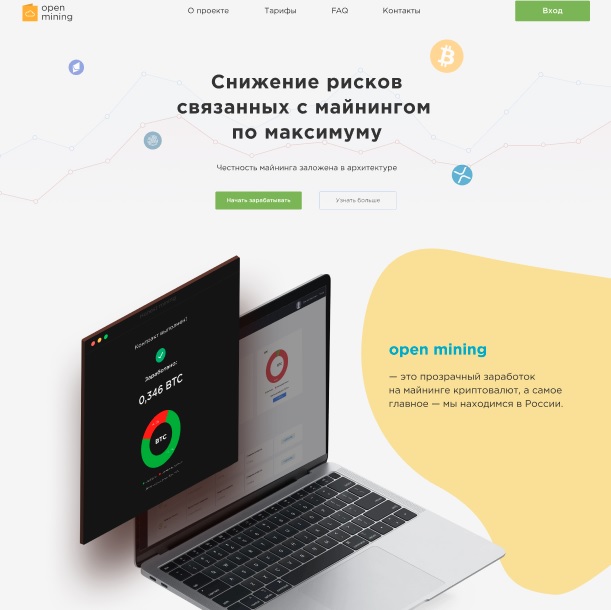 open
mining
О проекте
Тарифы
FAQ
Контакты
Вход
Снижение рисков
связанных с майнингом
по максимуму
Честность майнинга заложена в архитектуре
Начать зарабатывать
Узнать больше
Контракт выполнен!
Заработано:
0,346 BTC
BTC
open mining
— это прозрачный заработок
на майнинге криптовалют, а самое
главное — мы находимся в России.